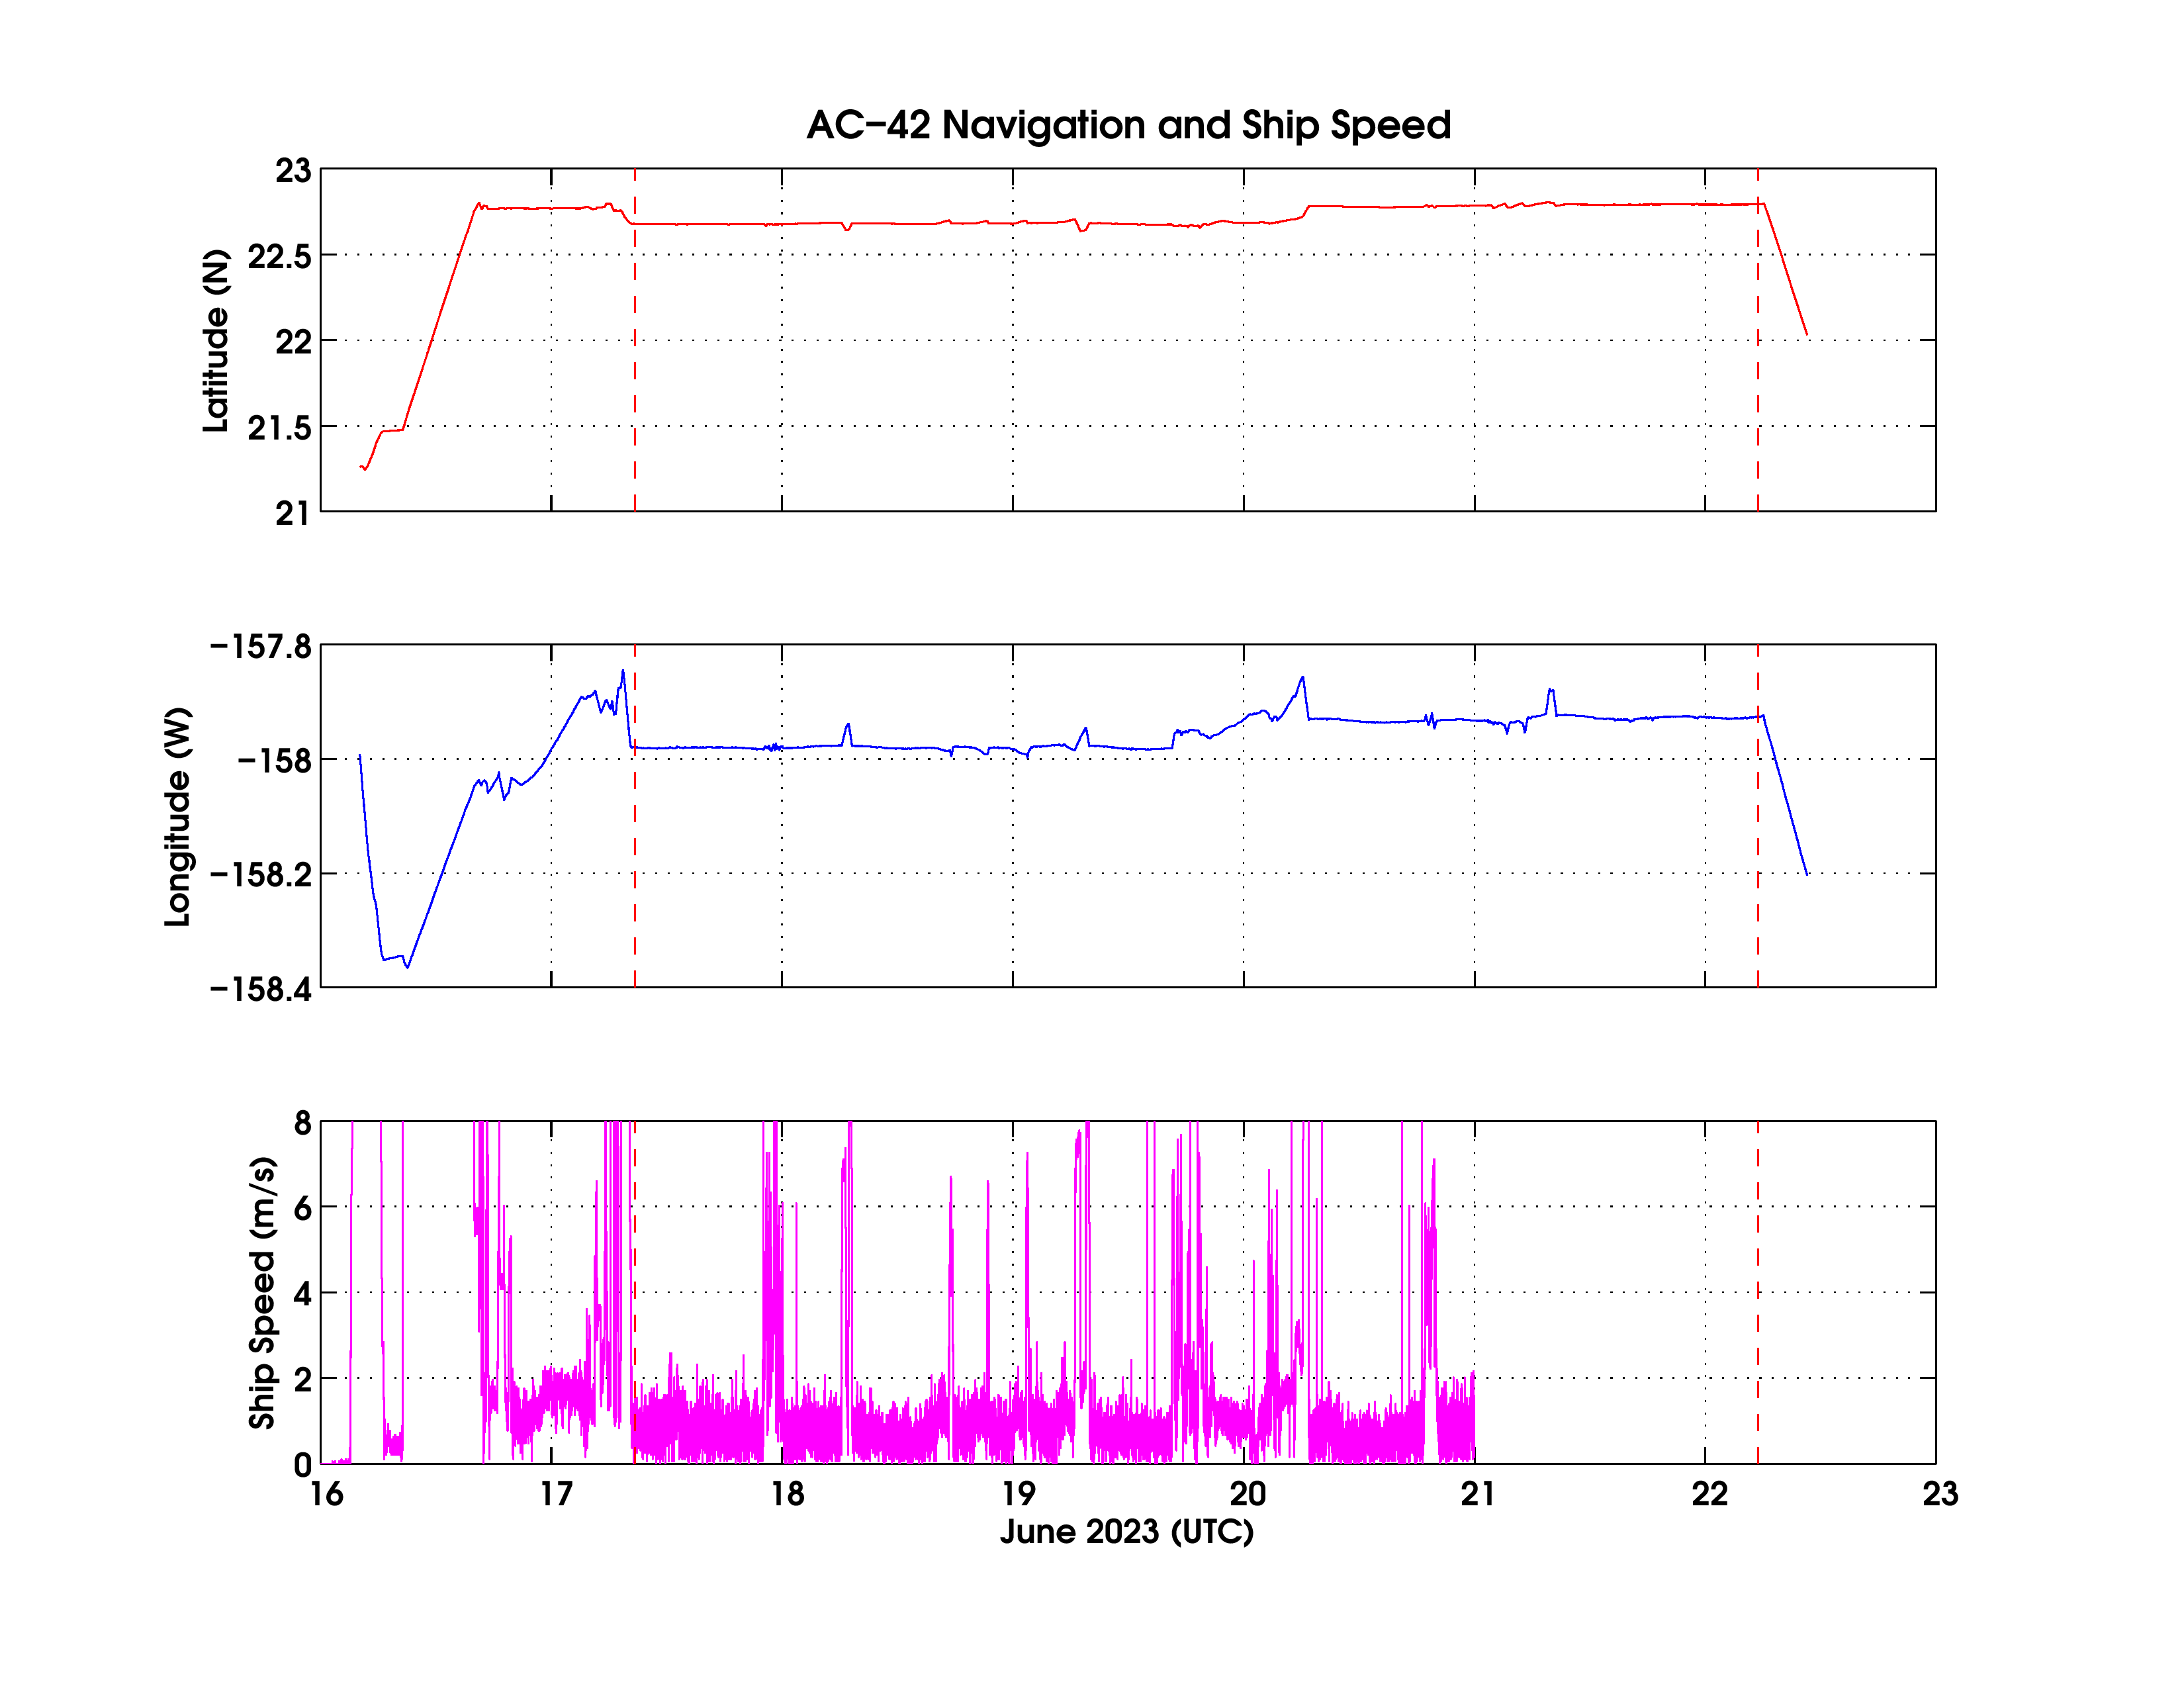 AC−42 Navigation and Ship Speed
23
22.5
22
21.5
21
Latitude (N)
−157.8
−158
−158.2
−158.4
Longitude (W)
8
6
4
2
0
Ship Speed (m/s)
16 17 18 19 20 21 22 23
June 2023 (UTC)